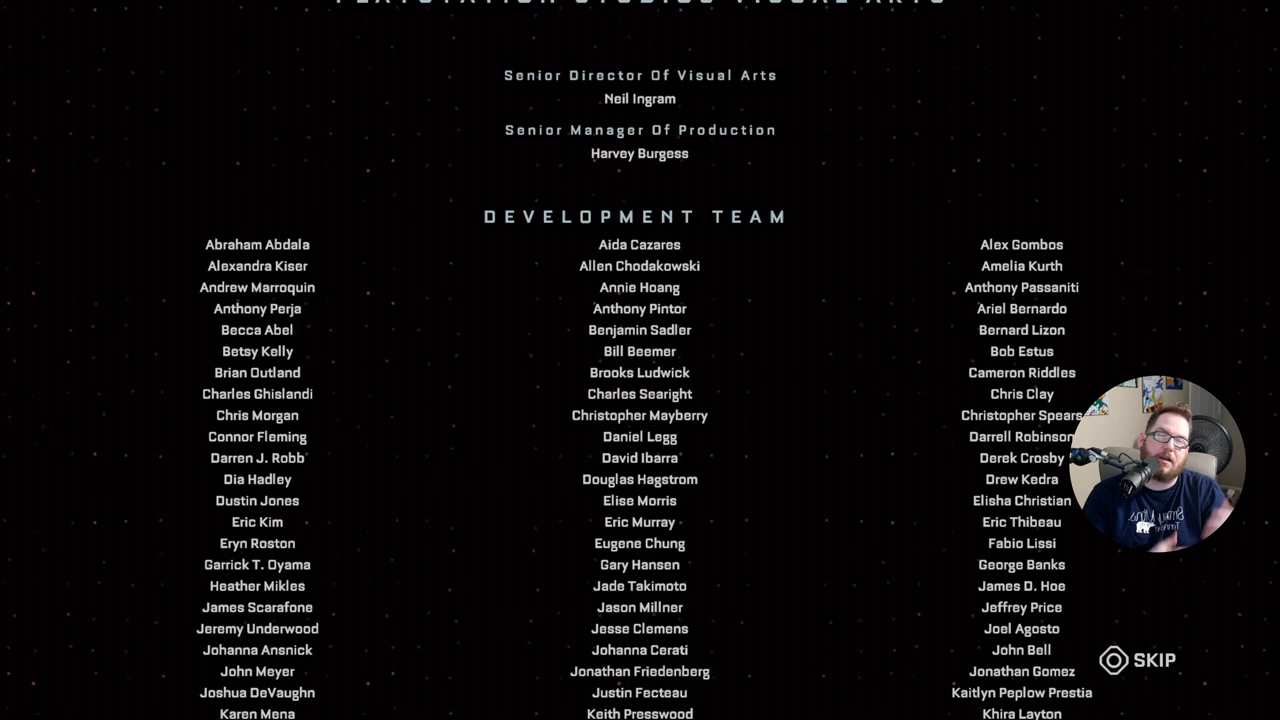 PLAYSTATION STUDIOS VISUAL ARTS
Senior Director Of Visual Arts
Neil Ingram
Senior Manager Of Production
Harvey Burgess
DEVELOPMENT TEAM
Abraham Abdala Aida Cazares Alex Gombos
Alexandra Kiser Allen Chodakowski Amelia Kurth
Andrew Marroquin Annie Hoang Anthony Passaniti
Anthony Perja Anthony Pintor Ariel Bernardo
Becca Abel Benjamin Sadler Bernard Lizon
Betsy Kelly Bill Beemer Bob Estus
Brian Outland Brooks Ludwick Cameron Riddles
Charles Ghislandi Charles Searight Chris Clay
Chris Morgan Christopher Mayberry Christopher Spears
Connor Fleming Daniel Legg Darrell Robinson
Darren J. Robb David Ibarra Derek Crosby
Dia Hadley Douglas Hagstrom Drew Kedra
Dustin Jones Elise Morris Elisha Christian
Eric Kim Eric Murray Eric Thibeau
Eryn Roston Eugene Chung Fabio Lissi
Garrick T. Oyama Gary Hansen George Banks
Heather Mikles Jade Takimoto James D. Hoe
James Scarafone Jason Millner Jeffrey Price
Jeremy Underwood Jesse Clemens Joel Agosto
Johanna Ansnick Johanna Cerati John Bell
John Meyer Jonathan Friedenberg Jonathan Gomez
Joshua DeVaughn Justin Fecteau Kaitlyn Peplow Prestia
Karen Mena Keith Presswood Khira Layton
SKIP